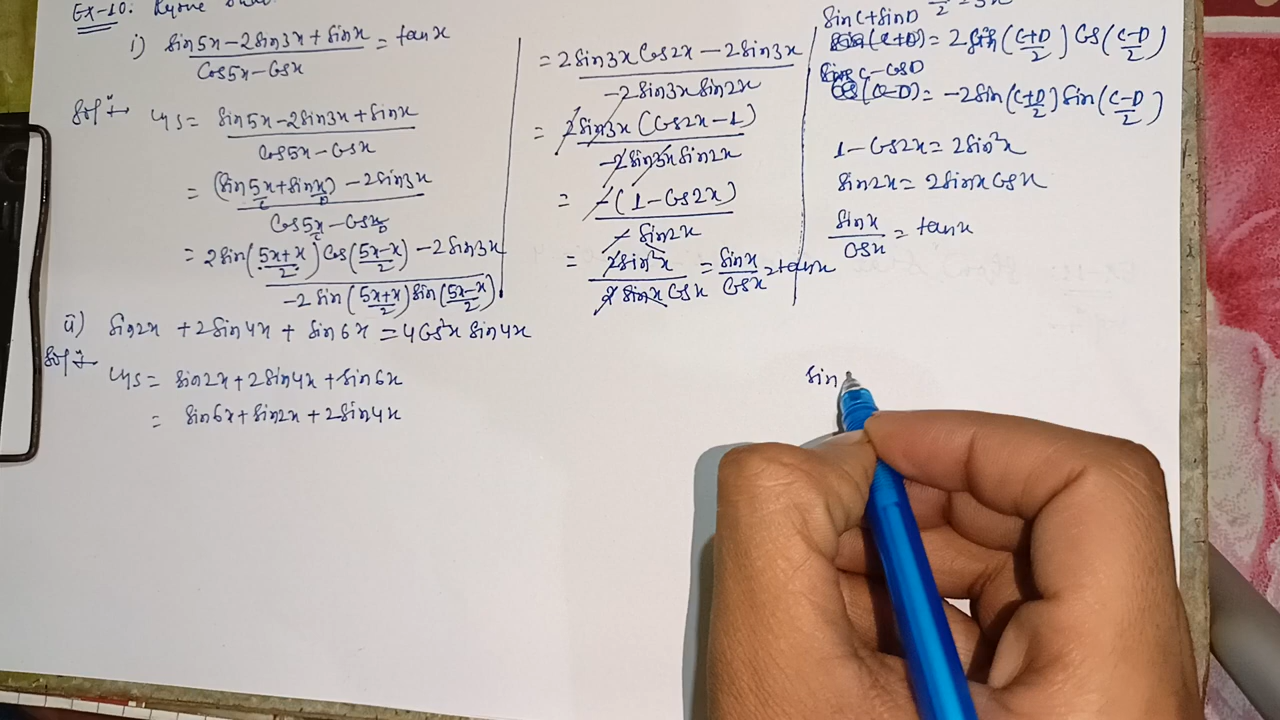 Ex-10. Prove that
i) sin5x-2sin3x+sinx / cos5x-cosx = tanx
Solⁿ:- LHS = sin5x-2sin3x+sinx / cos5x-cosx
= (sin5x+sinx) -2sin3x / cos5x-cosx
= 2sin(5x+x/2) cos(5x-x/2) -2sin3x / -2sin(5x+x/2) sin(5x-x/2)
= 2sin3x cos2x - 2sin3x / -2sin3x sin2x
= 2sin3x (cos2x-1) / -2sin3x sin2x
= -(1-cos2x) / -sin2x
= 2sin²x / 2sinx cosx = sinx / cosx = tanx
sinC+sinD
= 2sin(C+D/2) cos(C-D/2)
cosC-cosD
= -2sin(C+D/2) sin(C-D/2)
1-cos2x = 2sin²x
sin2x = 2sinx cosx
sinx / cosx = tanx
ii) sin2x + 2sin4x + sin6x = 4cos²x sin4x
Solⁿ:- LHS = sin2x+2sin4x+sin6x
= sin6x+sin2x+2sin4x
sin